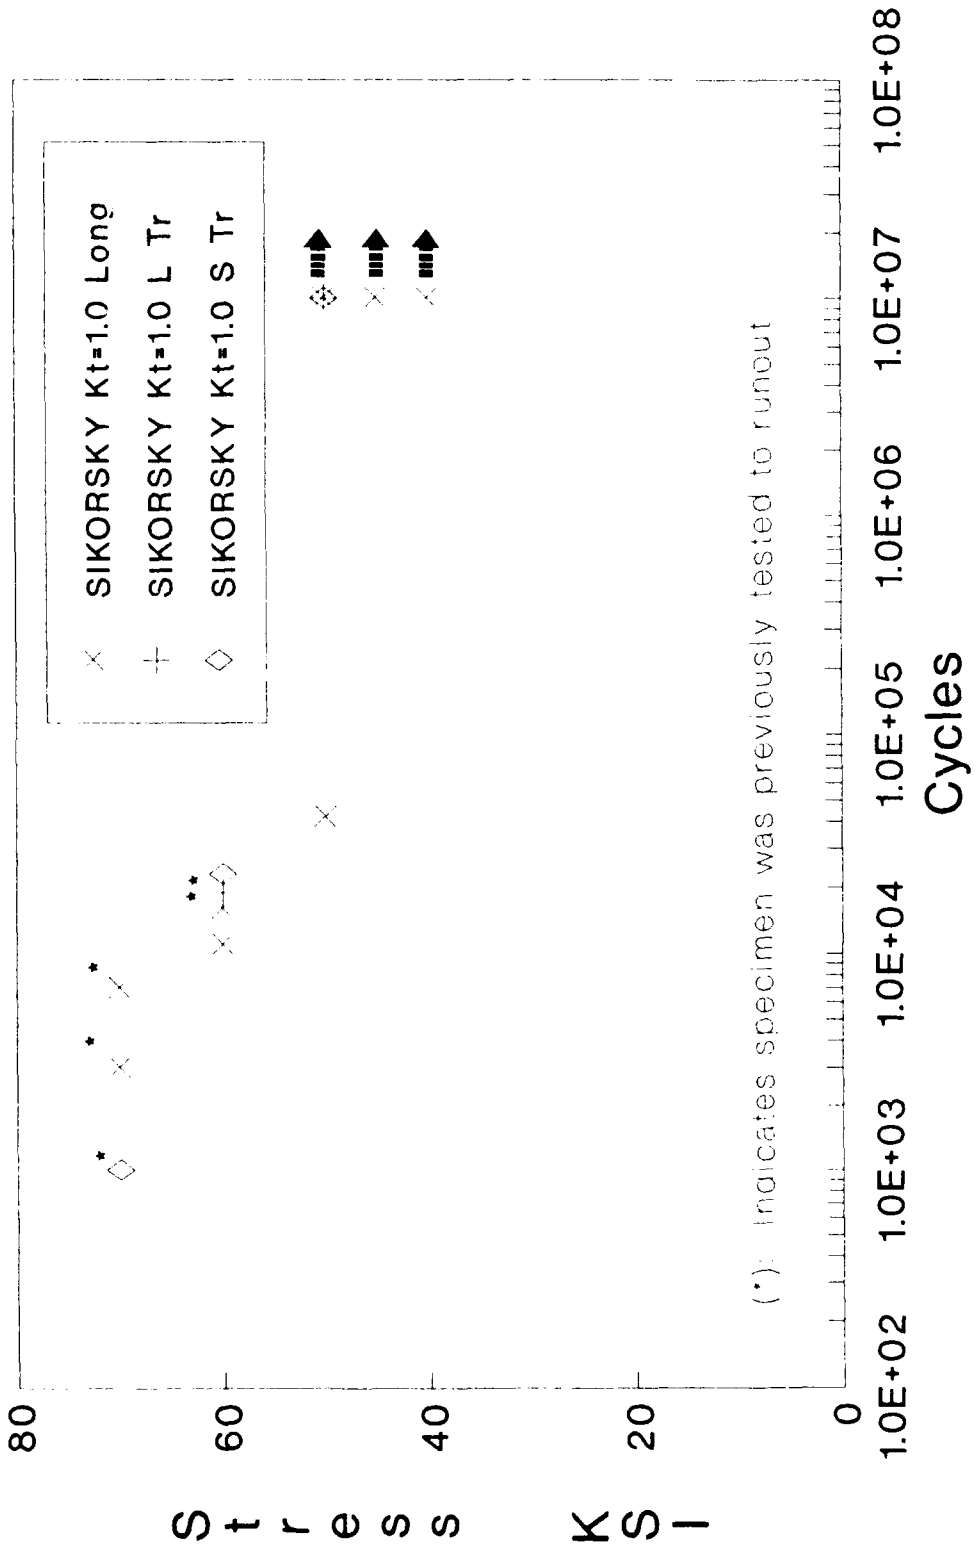 Stress KSI
80
60
40
20
0
SIKORSKY Kt=1.0 Long
SIKORSKY Kt=1.0 L Tr
SIKORSKY Kt=1.0 S Tr
(*): Indicates specimen was previously tested to runout
1.0E+02 1.0E+03 1.0E+04 1.0E+05 1.0E+06 1.0E+07 1.0E+08
Cycles